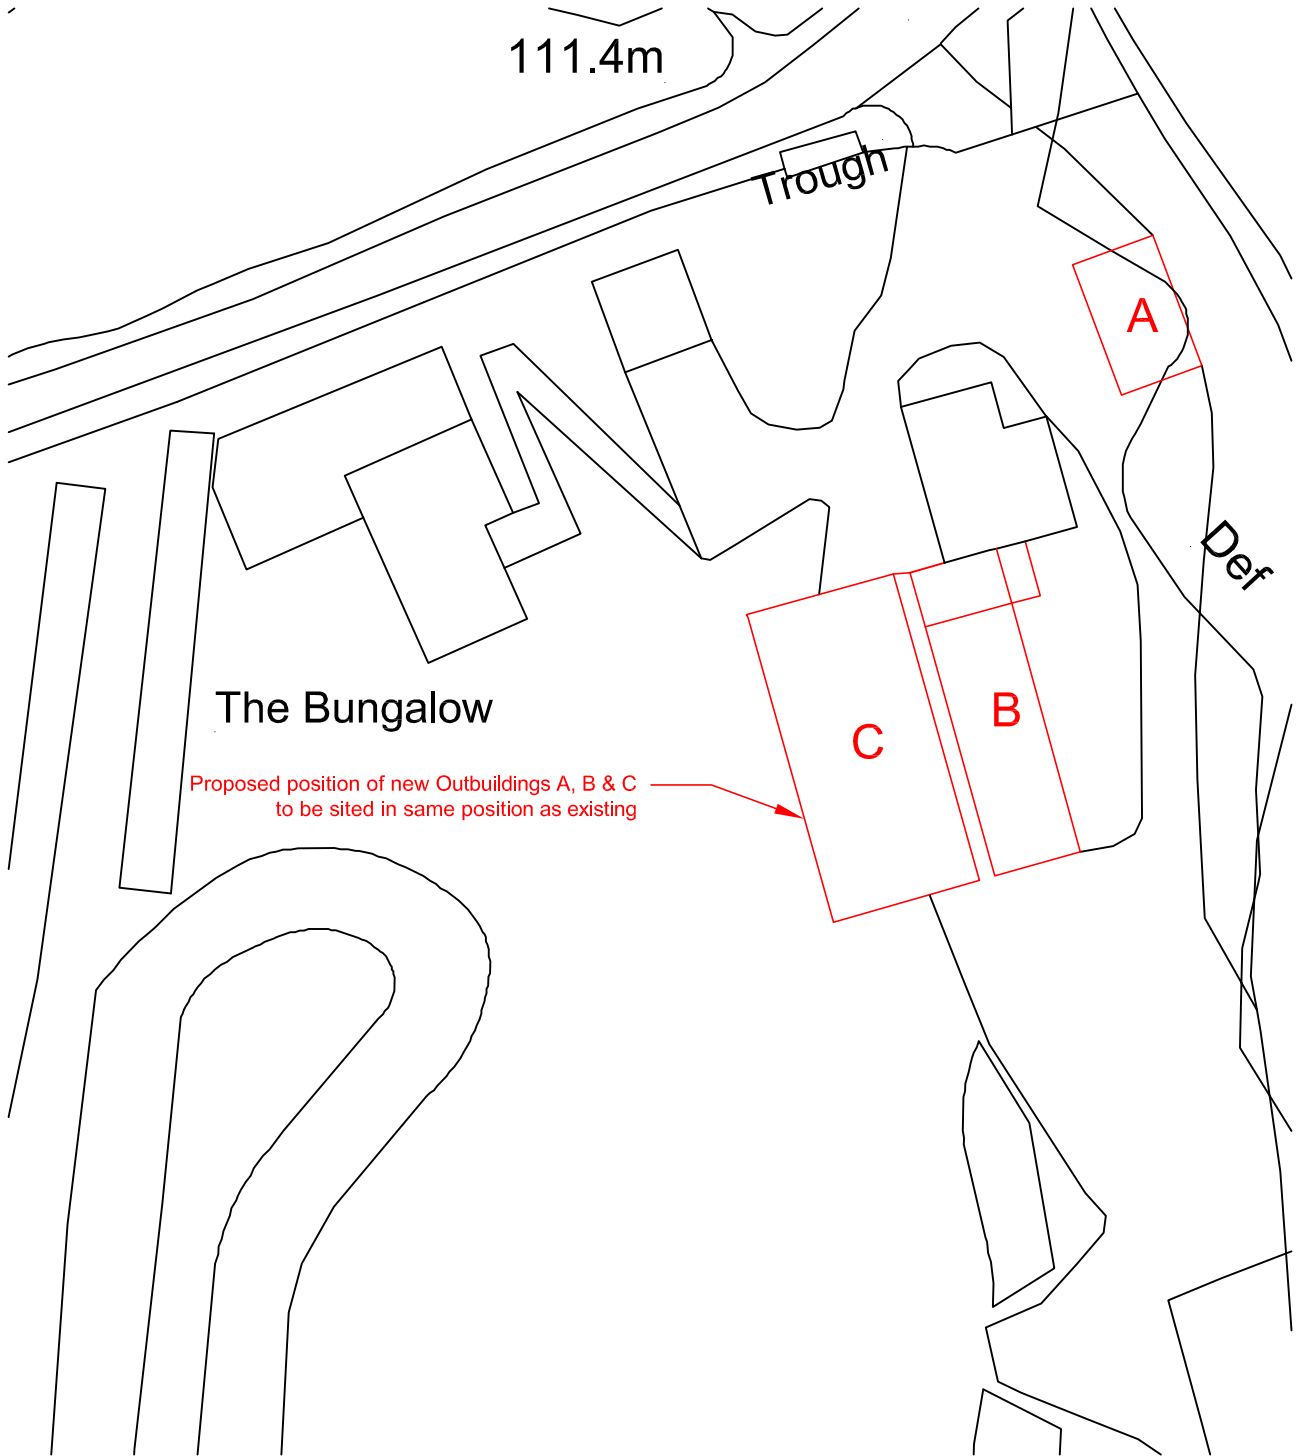 111.4m
Trough
A
Def
The Bungalow
B
C
Proposed position of new Outbuildings A, B & C
to be sited in same position as existing